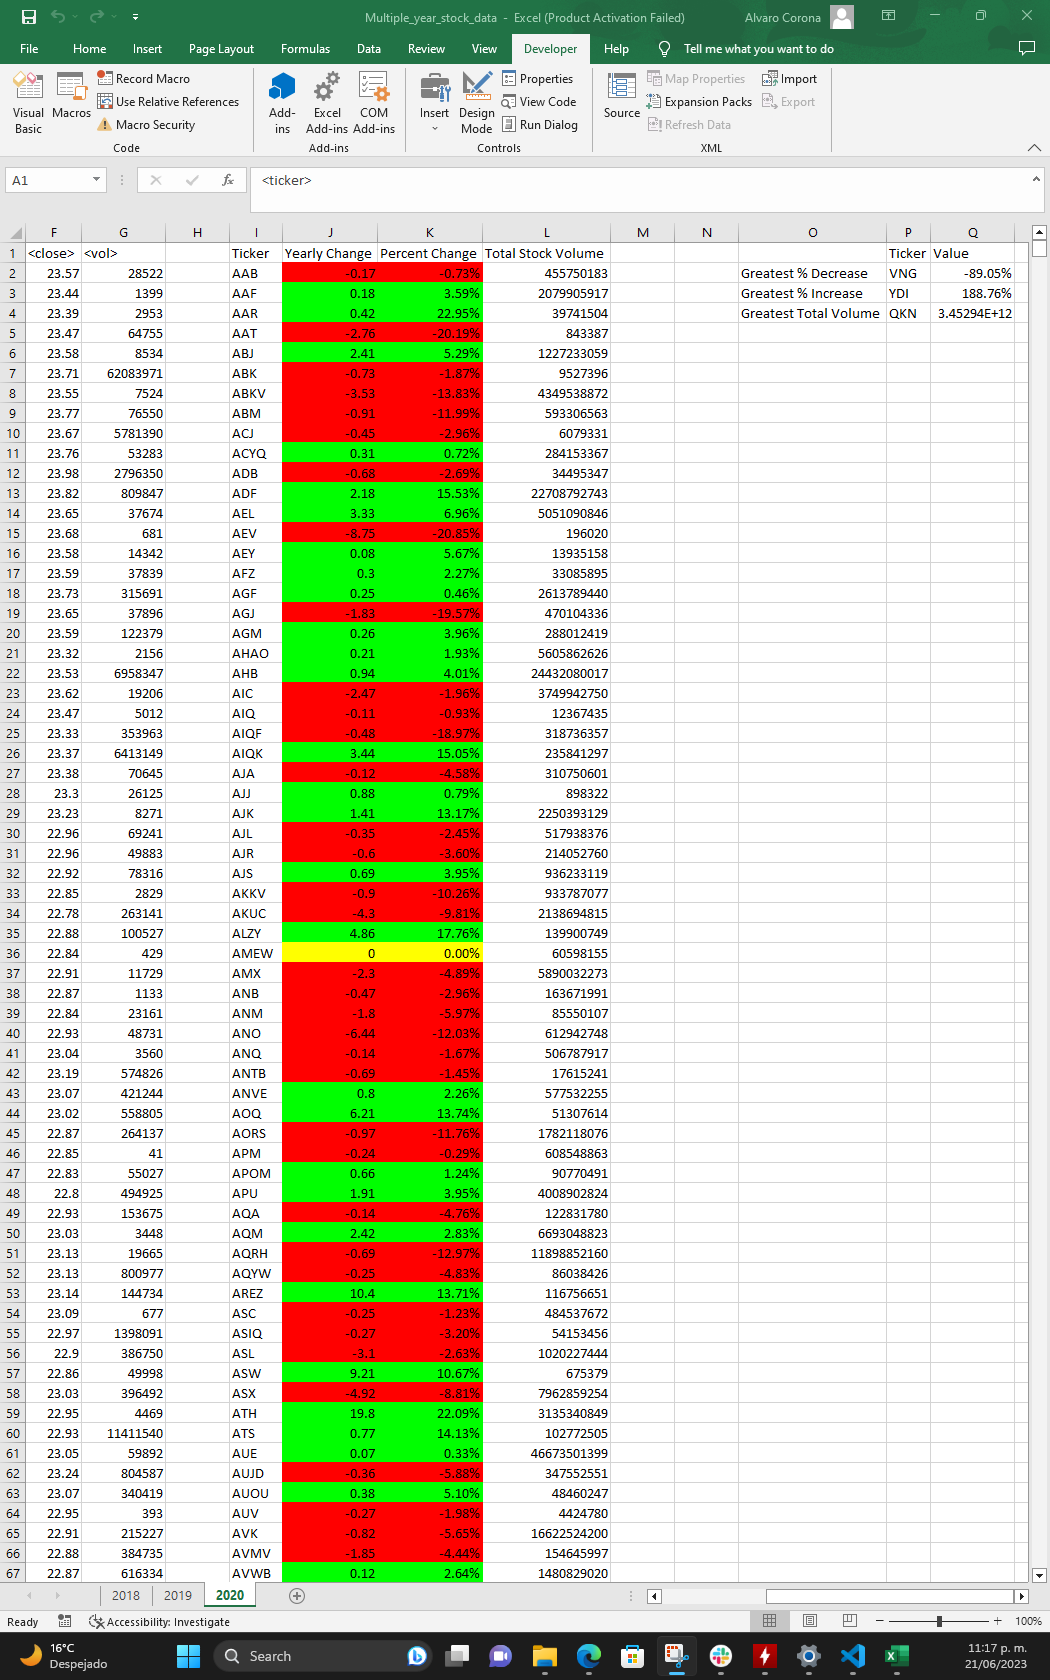 Multiple_year_stock_data - Excel (Product Activation Failed) Alvaro Corona
File Home Insert Page Layout Formulas Data Review View Developer Help Tell me what you want to do
Visual Basic
Macros
Record Macro
Use Relative References
Macro Security
Code
Add-ins
Excel Add-ins
COM Add-ins
Add-ins
Insert
Design Mode
Properties
View Code
Run Dialog
Controls
Source
Map Properties
Expansion Packs
Refresh Data
Import
Export
XML
A1 fx <ticker>
F G H I J K L M N O P Q
1 <close> <vol> Ticker Yearly Change Percent Change Total Stock Volume Ticker Value
2 23.57 28522 AAB -0.17 -0.73% 455750183 Greatest % Decrease VNG -89.05%
3 23.44 1399 AAF 0.18 3.59% 2079905917 Greatest % Increase YDI 188.76%
4 23.39 2953 AAR 0.42 22.95% 39741504 Greatest Total Volume QKN 3.45294E+12
5 23.47 64755 AAT -2.76 -20.19% 843387
6 23.58 8534 ABJ 2.41 5.29% 1227233059
7 23.71 62083971 ABK -0.73 -1.87% 9527396
8 23.55 7524 ABKV -3.53 -13.83% 4349538872
9 23.77 76550 ABM -0.91 -11.99% 593306563
10 23.67 5781390 ACJ -0.45 -2.96% 6079331
11 23.76 53283 ACYQ 0.31 0.72% 284153367
12 23.98 2796350 ADB -0.68 -2.69% 34495347
13 23.82 809847 ADF 2.18 15.53% 22708792743
14 23.65 37674 AEL 3.33 6.96% 5051090846
15 23.68 681 AEV -8.75 -20.85% 196020
16 23.58 14342 AEY 0.08 5.67% 13935158
17 23.59 37839 AFZ 0.3 2.27% 33085895
18 23.73 315691 AGF 0.25 0.46% 2613789440
19 23.65 37896 AGJ -1.83 -19.57% 470104336
20 23.59 122379 AGM 0.26 3.96% 288012419
21 23.32 2156 AHAO 0.21 1.93% 5605862626
22 23.53 6958347 AHB 0.94 4.01% 24432080017
23 23.62 19206 AIC -2.47 -1.96% 3749942750
24 23.47 5012 AIQ -0.11 -0.93% 12367435
25 23.33 353963 AIQF -0.48 -18.97% 318736357
26 23.37 6413149 AIQK 3.44 15.05% 235841297
27 23.38 70645 AJA -0.12 -4.58% 310750601
28 23.3 26125 AJJ 0.88 0.79% 898322
29 23.23 8271 AJK 1.41 13.17% 2250393129
30 22.96 69241 AJL -0.35 -2.45% 517938376
31 22.96 49883 AJR -0.6 -3.60% 214052760
32 22.92 78316 AJS 0.69 3.95% 936233119
33 22.85 2829 AKKV -0.9 -10.26% 933787077
34 22.78 263141 AKUC -4.3 -9.81% 2138694815
35 22.88 100527 ALZY 4.86 17.76% 139900749
36 22.84 429 AMEW 0 0.00% 60598155
37 22.91 11729 AMX -2.3 -4.89% 5890032273
38 22.87 1133 ANB -0.47 -2.96% 163671991
39 22.84 23161 ANM -1.8 -5.97% 85550107
40 22.93 48731 ANO -6.44 -12.03% 612942748
41 23.04 3560 ANQ -0.14 -1.67% 506787917
42 23.19 574826 ANTB -0.69 -1.45% 17615241
43 23.07 421244 ANVE 0.8 2.26% 577532255
44 23.02 558805 AOQ 6.21 13.74% 51307614
45 22.87 264137 AORS -0.97 -11.76% 1782118076
46 22.85 41 APM -0.24 -0.29% 608548863
47 22.83 55027 APOM 0.66 1.24% 90770491
48 22.8 494925 APU 1.91 3.95% 4008902824
49 22.93 153675 AQA -0.14 -4.76% 122831780
50 23.03 3448 AQM 2.42 2.83% 6693048823
51 23.13 19665 AQRH -0.69 -12.97% 11898852160
52 23.13 800977 AQYW -0.25 -4.83% 86038426
53 23.14 144734 AREZ 10.4 13.71% 116756651
54 23.09 677 ASC -0.25 -1.23% 484537672
55 22.97 1398091 ASIQ -0.27 -3.20% 54153456
56 22.9 386750 ASL -3.1 -2.63% 1020227444
57 22.86 49998 ASW 9.21 10.67% 675379
58 23.03 396492 ASX -4.92 -8.81% 7962859254
59 22.95 4469 ATH 19.8 22.09% 3135340849
60 22.93 11411540 ATS 0.77 14.13% 102772505
61 23.05 59892 AUE 0.07 0.33% 46673501399
62 23.24 804587 AUJD -0.36 -5.88% 347552551
63 23.07 340419 AUOU 0.38 5.10% 48460247
64 22.95 393 AUV -0.27 -1.98% 4424780
65 22.91 215227 AVK -0.82 -5.65% 16622524200
66 22.88 384735 AVMV -1.85 -4.44% 154645997
67 22.87 616334 AVWB 0.12 2.64% 1480829020
2018 2019 2020
Ready Accessibility: Investigate 100%
16°C
Despejado
Search
11:17 p. m.
21/06/2023